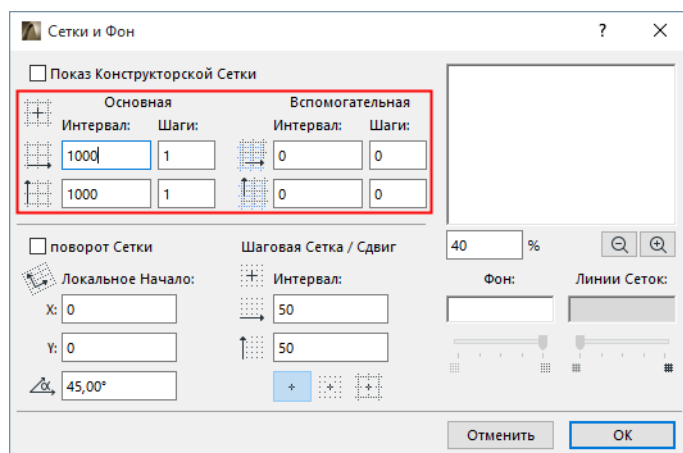 Сетки и Фон
?
Показ Конструкторской Сетки
Основная Вспомогательная
Интервал: Шаги: Интервал: Шаги:
1000 1 0 0
1000 1 0 0
поворот Сетки Шаговая Сетка / Сдвиг 40 %
Локальное Начало: Интервал: Фон: Линии Сеток:
X: 0 50
Y: 0 50
α 45,00°
Отменить OK